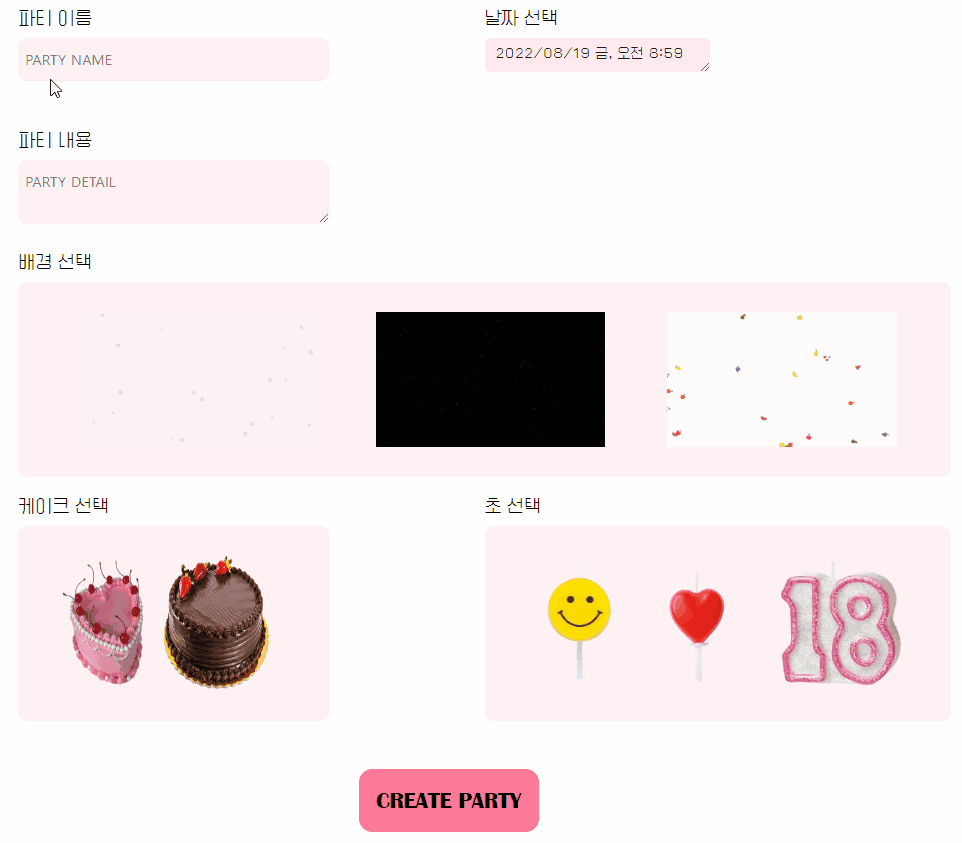 파티 이름
날짜 선택
PARTY NAME
2022/08/19 금, 오전 8:59
파티 내용
PARTY DETAIL
배경 선택
케이크 선택
초 선택
18
CREATE PARTY